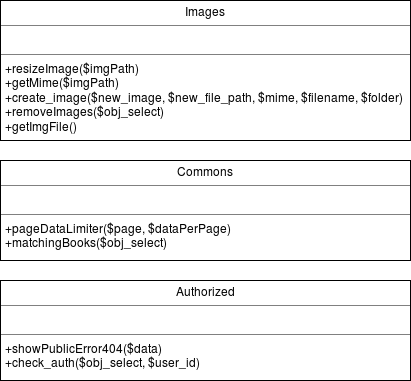 Images
+resizeImage($imgPath)
+getMime($imgPath)
+create_image($new_image, $new_file_path, $mime, $filename, $folder)
+removeImages($obj_select)
+getImgFile()
Commons
+pageDataLimiter($page, $dataPerPage)
+matchingBooks($obj_select)
Authorized
+showPublicError404($data)
+check_auth($obj_select, $user_id)